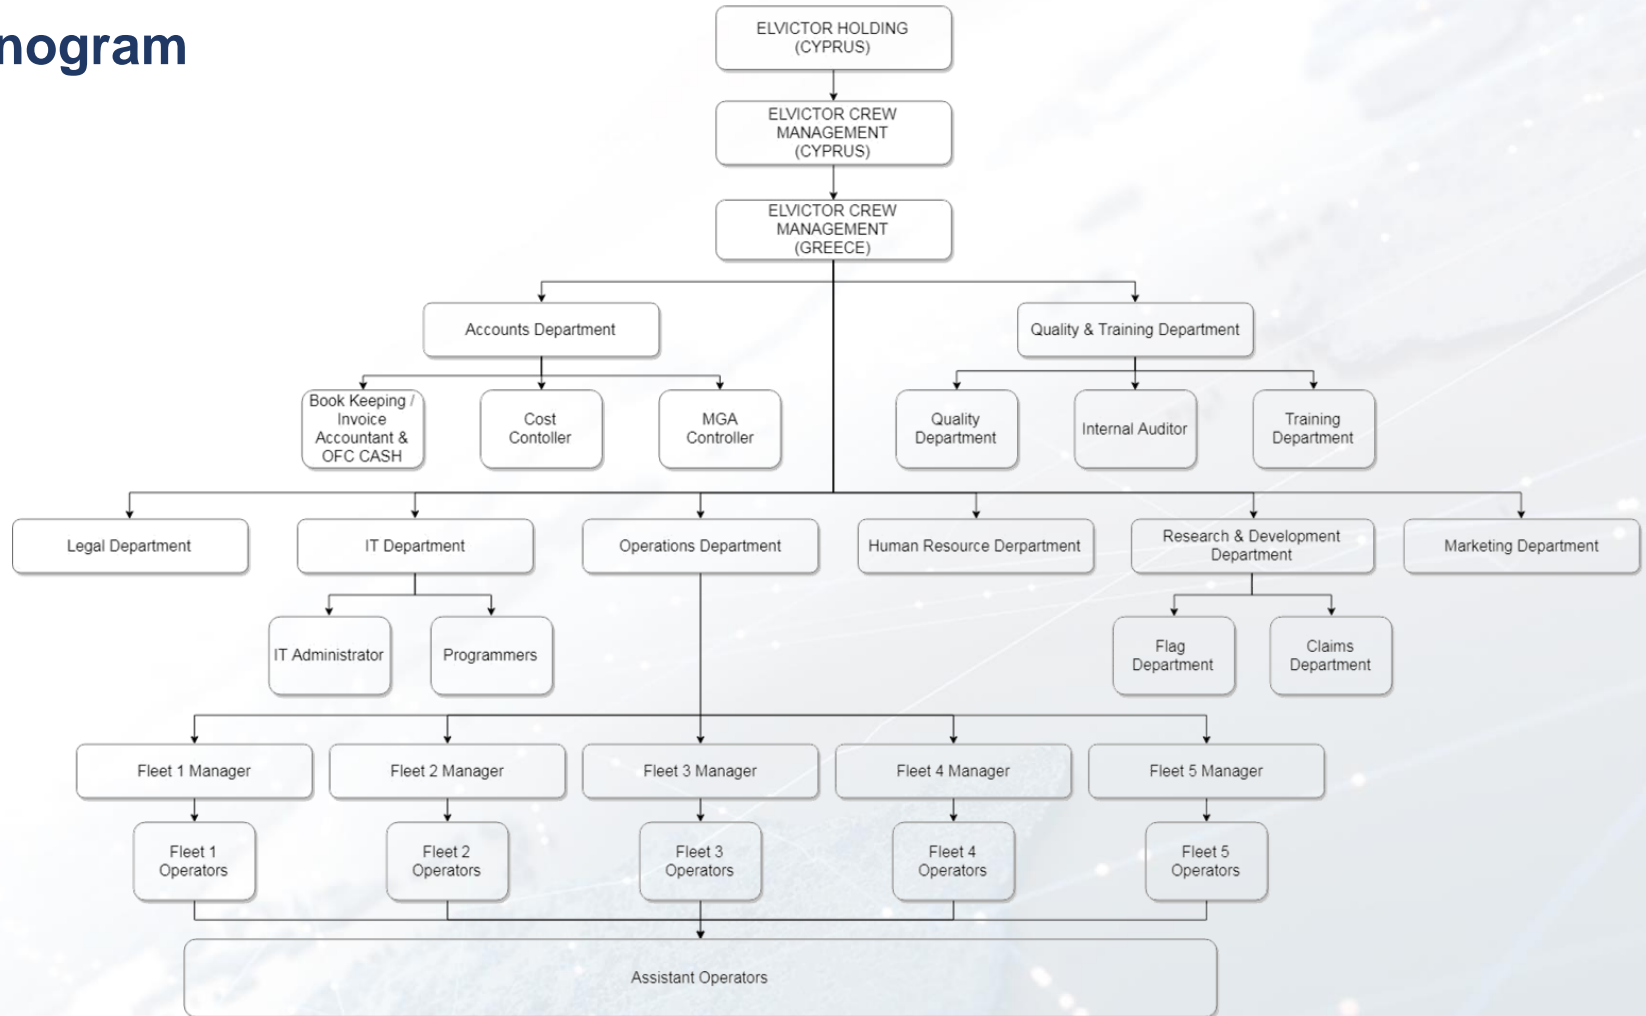 nogram
ELVICTOR HOLDING
(CYPRUS)
ELVICTOR CREW
MANAGEMENT
(CYPRUS)
ELVICTOR CREW
MANAGEMENT
(GREECE)
Accounts Department
Quality & Training Department
Book Keeping /
Invoice
Accountant &
OFC CASH
Cost
Contoller
MGA
Controller
Quality
Department
Internal Auditor
Training
Department
Legal Department
IT Department
Operations Department
Human Resource Derpartment
Research & Development
Department
Marketing Department
IT Administrator
Programmers
Flag
Department
Claims
Department
Fleet 1 Manager
Fleet 2 Manager
Fleet 3 Manager
Fleet 4 Manager
Fleet 5 Manager
Fleet 1
Operators
Fleet 2
Operators
Fleet 3
Operators
Fleet 4
Operators
Fleet 5
Operators
Assistant Operators